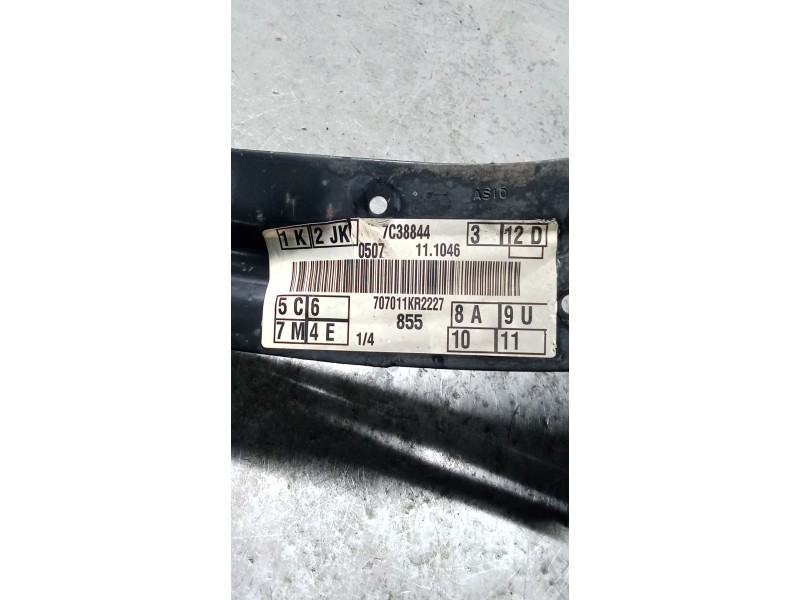 AS10
1 K 2 JK 7C38844 3 12 D
0507 11.1046
707011KR2227
5 C 6 855 8 A 9 U
7 M 4 E 1/4 10 11